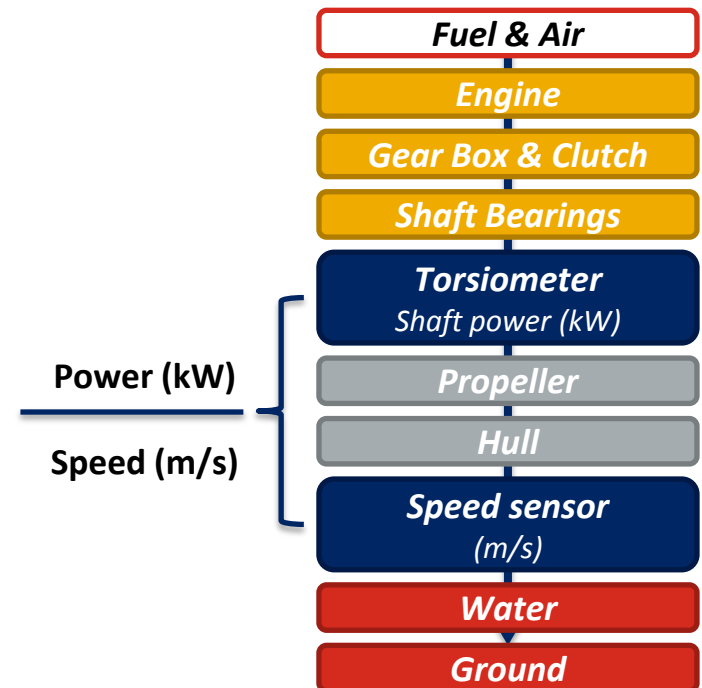 Fuel & Air
Engine
Gear Box & Clutch
Shaft Bearings
Torsiometer
Shaft power (kW)
Power (kW)
Speed (m/s)
Propeller
Hull
Speed sensor
(m/s)
Water
Ground